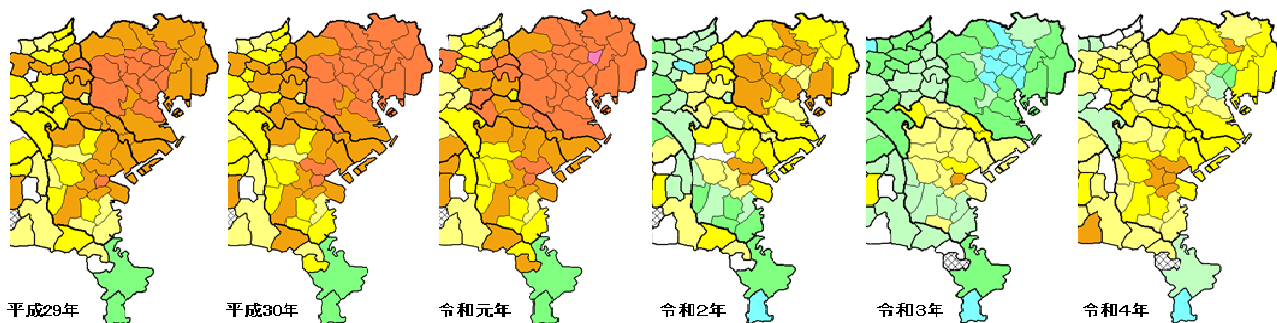 平成29年
平成30年
令和元年
令和2年
令和3年
令和4年